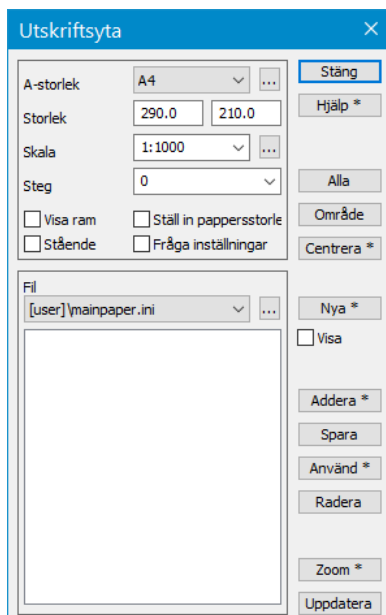 Utskriftsyta
A-storlek A4 ... Stäng
Storlek 290.0 210.0 Hjälp *
Skala 1:1000 ...
Steg 0 Alla
Visa ram Ställ in pappersstorle Område
Stående Fråga inställningar Centrera *
Fil
[user]\mainpaper.ini ... Nya *
Visa
Addera *
Spara
Använd *
Radera
Zoom *
Uppdatera